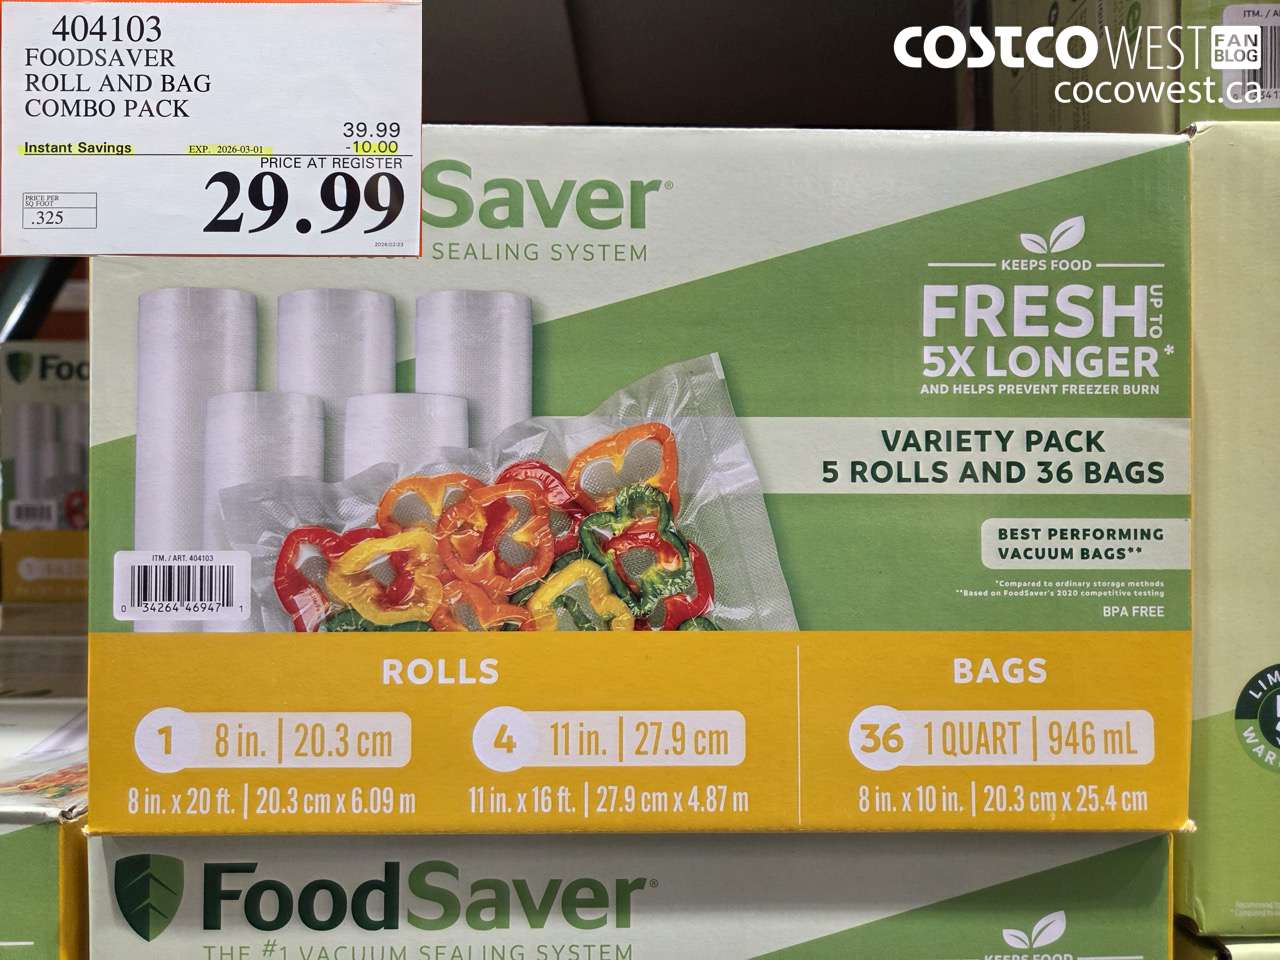 404103
FOODSAVER
ROLL AND BAG
COMBO PACK
39.99
Instant Savings EXP. 2026-03-01 -10.00
PRICE AT REGISTER
29.99
PRICE PER
SQ FOOT
.325
2026/02/23
COSTCO WEST FAN BLOG
cocowest.ca
ITM. / A
Saver®
SEALING SYSTEM
KEEPS FOOD
FRESH UP TO
5X LONGER*
AND HELPS PREVENT FREEZER BURN
VARIETY PACK
5 ROLLS AND 36 BAGS
BEST PERFORMING
VACUUM BAGS**
*Compared to ordinary storage methods
**Based on FoodSaver's 2020 competitive testing
BPA FREE
Foo
ITM. / ART. 404103
0 34264 46947 1
ROLLS
1 8 in. | 20.3 cm
8 in. x 20 ft. | 20.3 cm x 6.09 m
4 11 in. | 27.9 cm
11 in. x 16 ft. | 27.9 cm x 4.87 m
BAGS
36 1 QUART | 946 mL
8 in. x 10 in. | 20.3 cm x 25.4 cm
LIM
WAR
FoodSaver®
THE #1 VACUUM SEALING SYSTEM
KEEPS FOOD